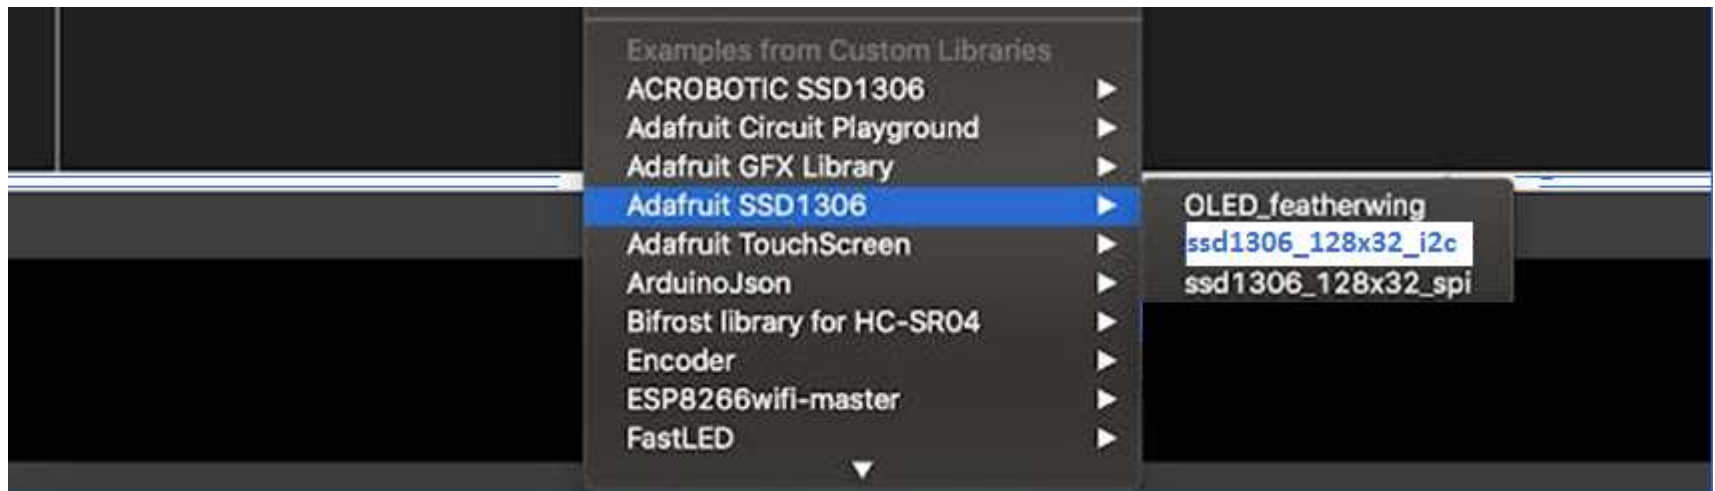 Examples from Custom Libraries
ACROBOTIC SSD1306
Adafruit Circuit Playground
Adafruit GFX Library
Adafruit SSD1306
Adafruit TouchScreen
ArduinoJson
Bifrost library for HC-SR04
Encoder
ESP8266wifi-master
FastLED
OLED_featherwing
ssd1306_128x32_i2c
ssd1306_128x32_spi